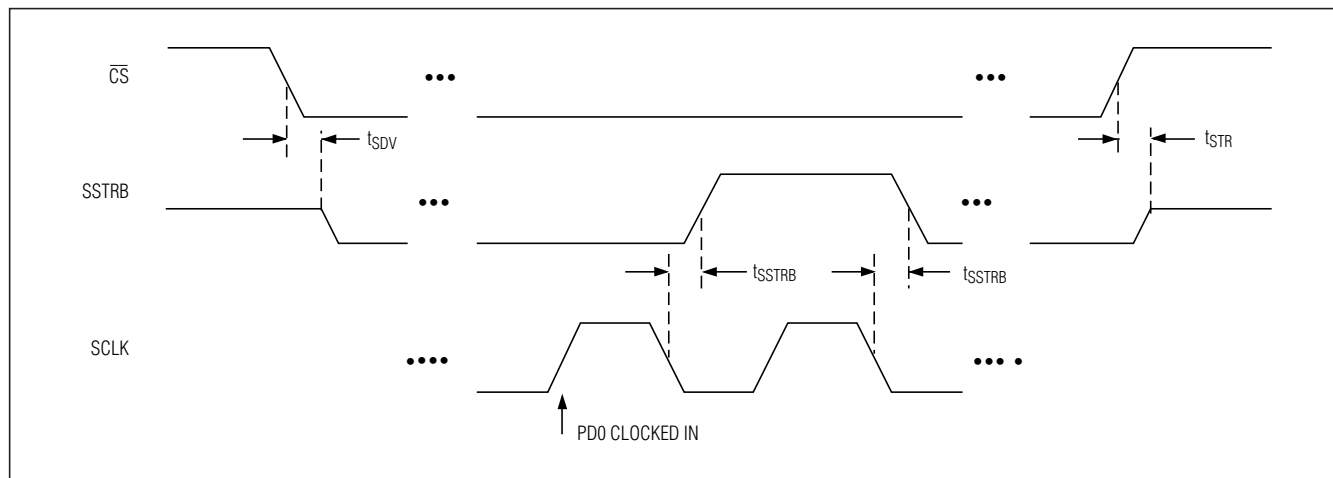 CS
tSDV
tSTR
SSTRB
tSSTRB
tSSTRB
SCLK
PD0 CLOCKED IN